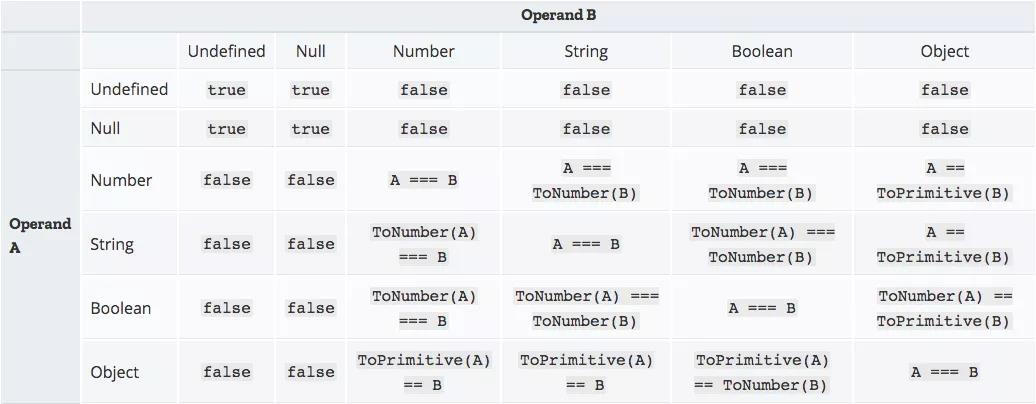 Operand B
Undefined Null Number String Boolean Object
Undefined true true false false false false
Null true true false false false false
Number false false A === B A === ToNumber(B) A === ToNumber(B) A == ToPrimitive(B)
Operand A
String false false ToNumber(A) === B A === B ToNumber(A) === ToNumber(B) A == ToPrimitive(B)
Boolean false false ToNumber(A) === B ToNumber(A) === ToNumber(B) A === B ToNumber(A) == ToPrimitive(B)
Object false false ToPrimitive(A) == B ToPrimitive(A) == B ToPrimitive(A) == ToNumber(B) A === B